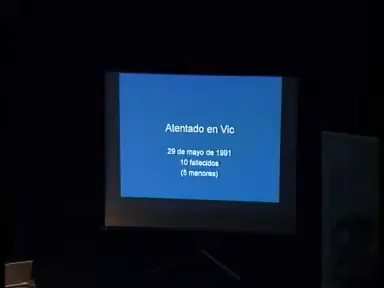 Atentado en Vic
29 de mayo de 1991
10 fallecidos
(5 menores)